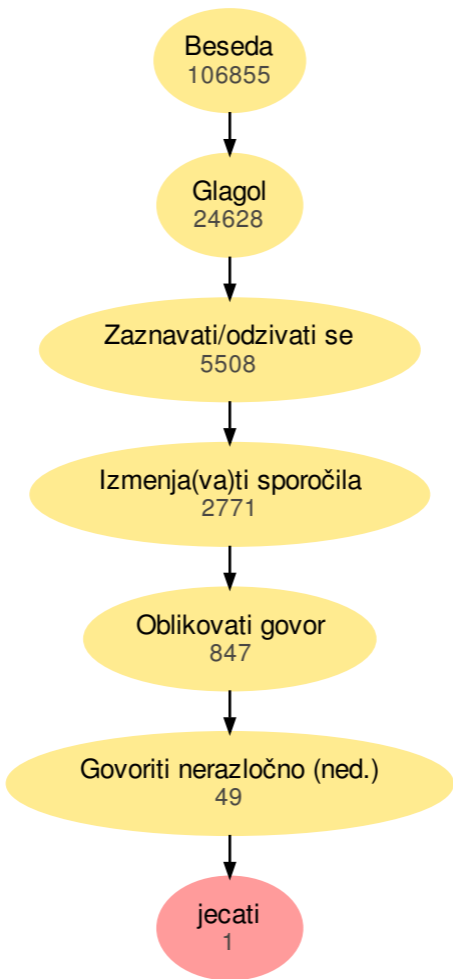 Beseda
106855
Glagol
24628
Zaznavati/odzivati se
5508
Izmenja(va)ti sporočila
2771
Oblikovati govor
847
Govoriti nerazločno (ned.)
49
jecati
1